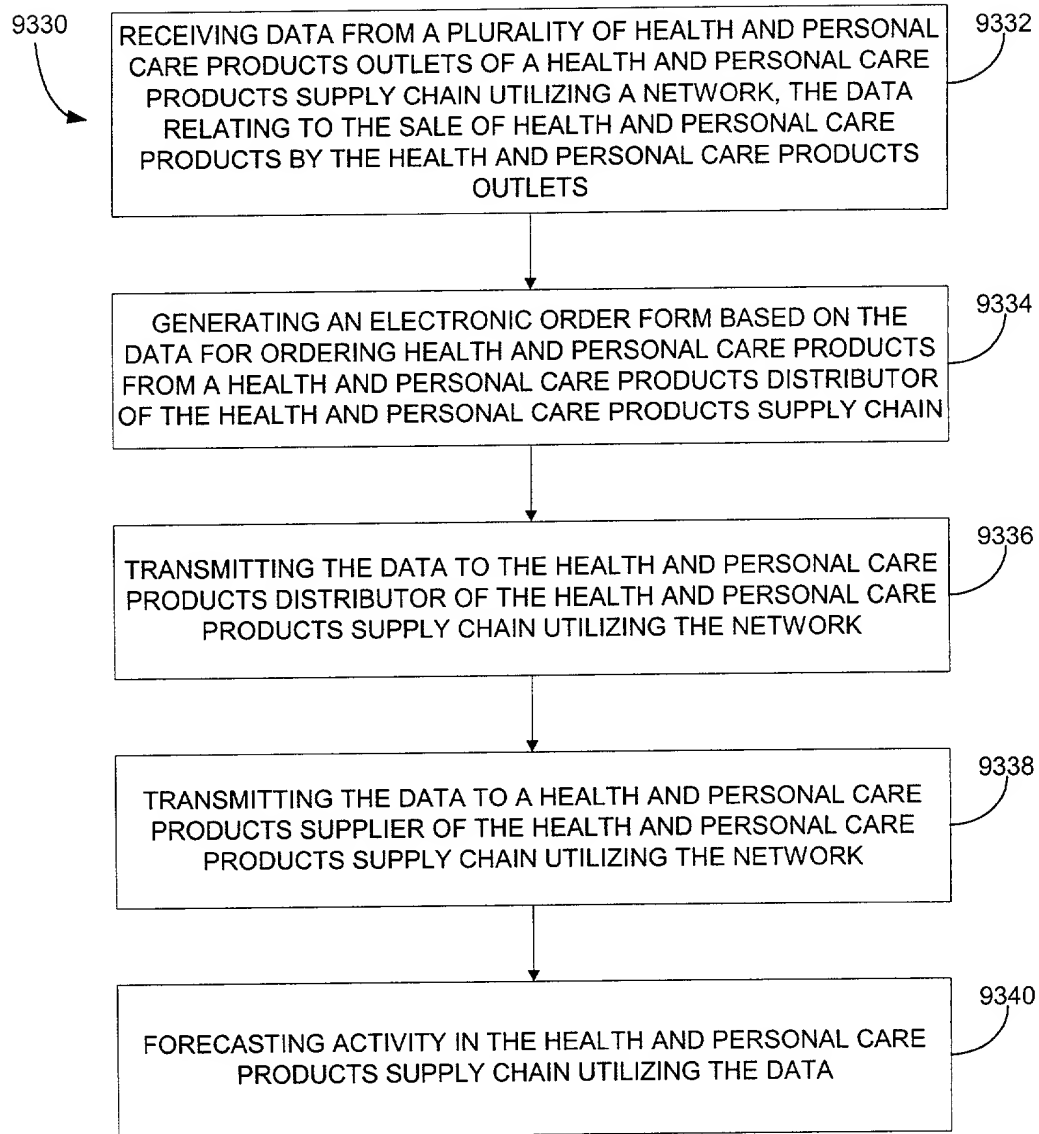 9330
RECEIVING DATA FROM A PLURALITY OF HEALTH AND PERSONAL
CARE PRODUCTS OUTLETS OF A HEALTH AND PERSONAL CARE
PRODUCTS SUPPLY CHAIN UTILIZING A NETWORK, THE DATA
RELATING TO THE SALE OF HEALTH AND PERSONAL CARE
PRODUCTS BY THE HEALTH AND PERSONAL CARE PRODUCTS
OUTLETS
9332
GENERATING AN ELECTRONIC ORDER FORM BASED ON THE
DATA FOR ORDERING HEALTH AND PERSONAL CARE PRODUCTS
FROM A HEALTH AND PERSONAL CARE PRODUCTS DISTRIBUTOR
OF THE HEALTH AND PERSONAL CARE PRODUCTS SUPPLY CHAIN
9334
TRANSMITTING THE DATA TO THE HEALTH AND PERSONAL CARE
PRODUCTS DISTRIBUTOR OF THE HEALTH AND PERSONAL CARE
PRODUCTS SUPPLY CHAIN UTILIZING THE NETWORK
9336
TRANSMITTING THE DATA TO A HEALTH AND PERSONAL CARE
PRODUCTS SUPPLIER OF THE HEALTH AND PERSONAL CARE
PRODUCTS SUPPLY CHAIN UTILIZING THE NETWORK
9338
FORECASTING ACTIVITY IN THE HEALTH AND PERSONAL CARE
PRODUCTS SUPPLY CHAIN UTILIZING THE DATA
9340